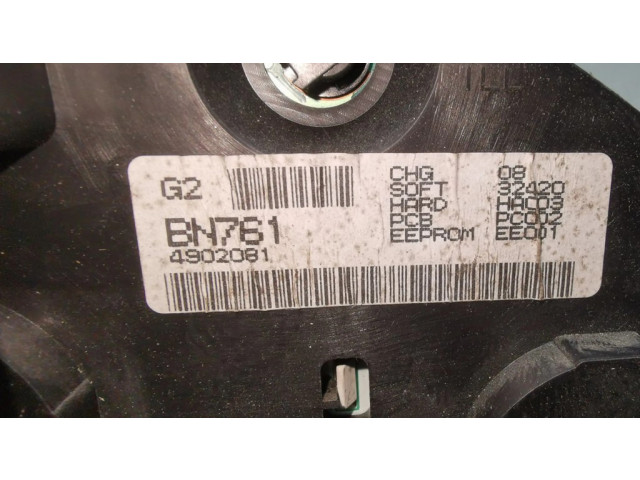 G2
BN761
4902081
CHG 08
SOFT 32420
HARD HAC03
PCB PC002
EEPROM EE001